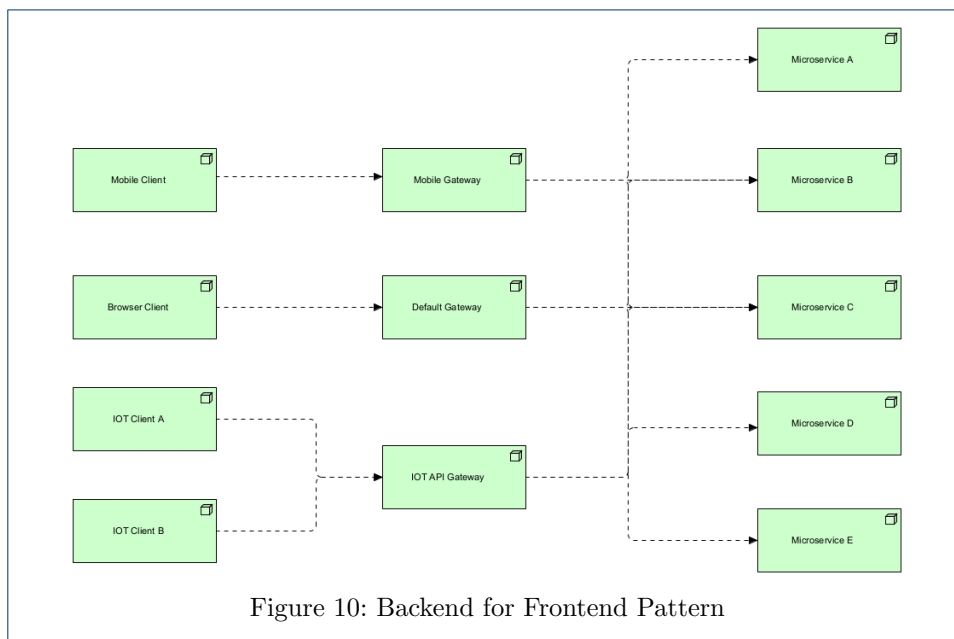 Microservice A
Mobile Client
Mobile Gateway
Microservice B
Browser Client
Default Gateway
Microservice C
IOT Client A
Microservice D
IOT API Gateway
IOT Client B
Microservice E
Figure 10: Backend for Frontend Pattern